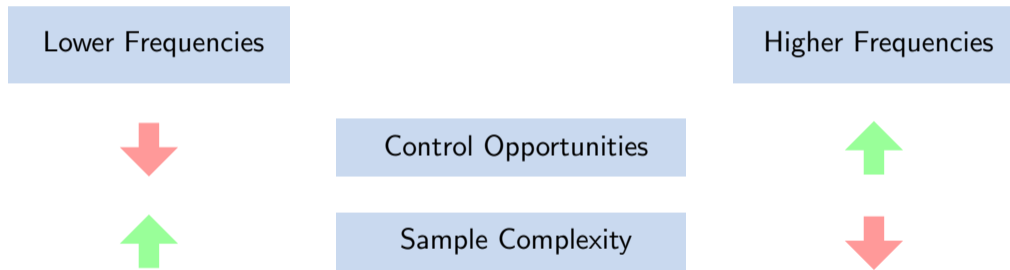 Lower Frequencies
Higher Frequencies
Control Opportunities
Sample Complexity